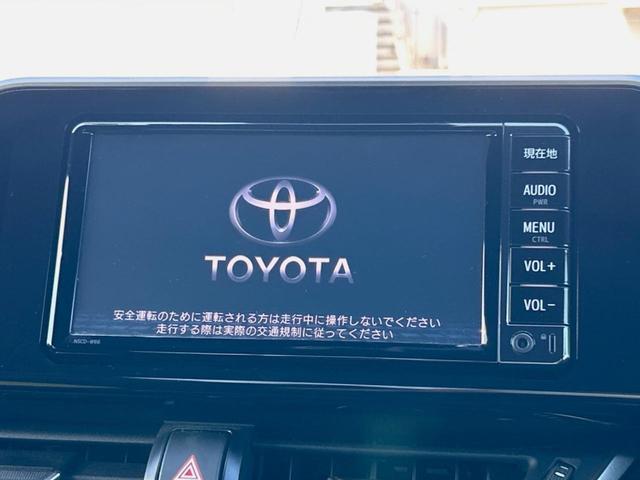 現在地
AUDIO
PWR
MENU
CTRL
VOL+
VOL-
TOYOTA
安全運転のために運転される方は走行中に操作しないでください
走行する際は実際の交通規制に従ってください
NSCD-W66